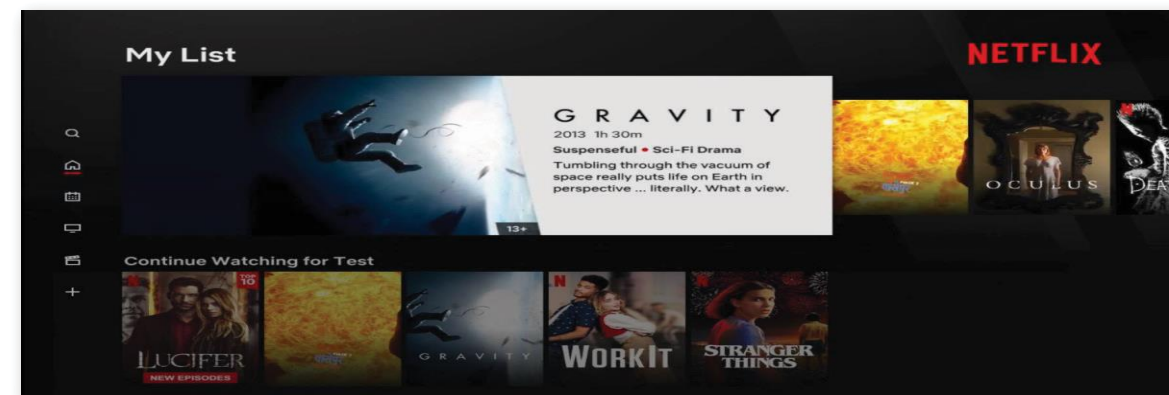 My List
NETFLIX
GRAVITY
2013 1h 30m
Suspenseful • Sci-Fi Drama
Tumbling through the vacuum of
space really puts life on Earth in
perspective ... literally. What a view.
13+
OCULUS
Continue Watching for Test
N
TOP
10
LUCIFER
NEW EPISODES
GRAVITY
N
WORKIT
N
STRANGER
THINGS